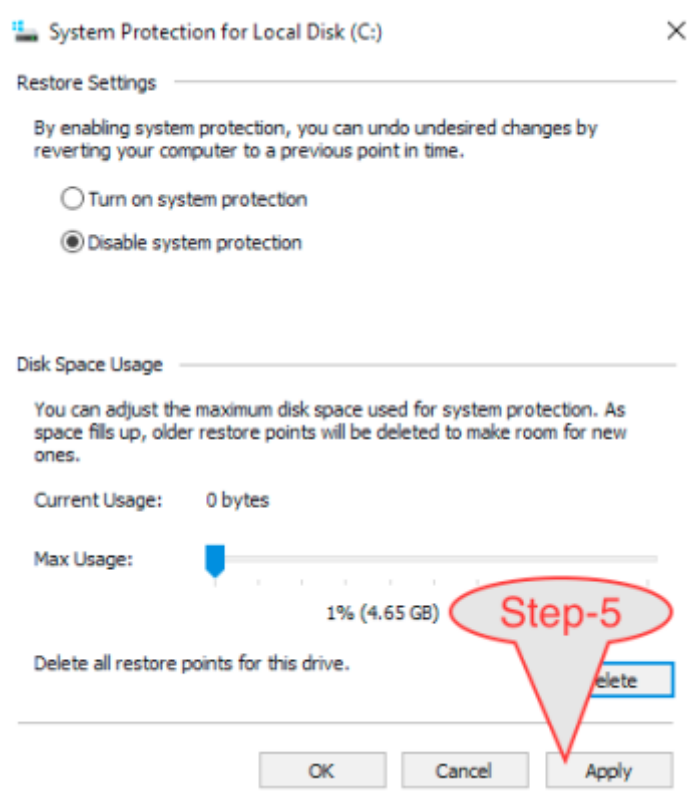 System Protection for Local Disk (C:)
Restore Settings
By enabling system protection, you can undo undesired changes by
reverting your computer to a previous point in time.
Turn on system protection
Disable system protection
Disk Space Usage
You can adjust the maximum disk space used for system protection. As
space fills up, older restore points will be deleted to make room for new
ones.
Current Usage: 0 bytes
Max Usage:
1% (4.65 GB)
Step-5
Delete all restore points for this drive.
elete
OK Cancel Apply